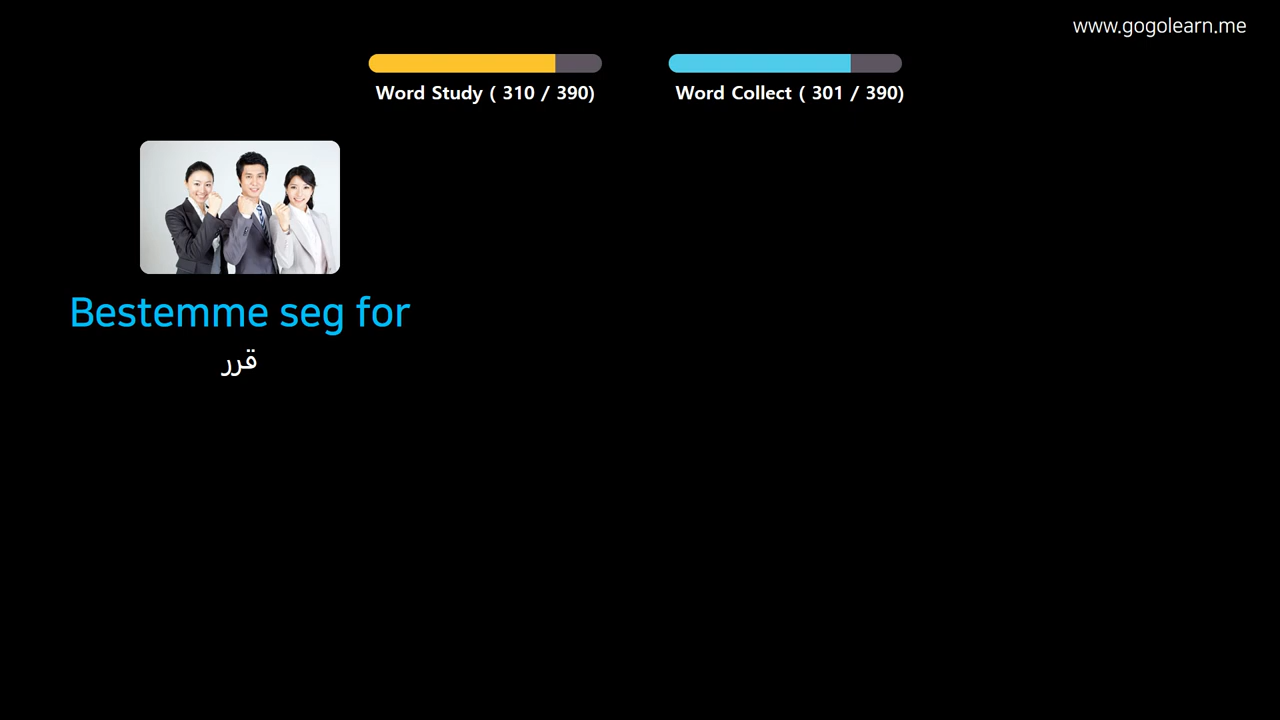 www.gogolearn.me
Word Study ( 310 / 390)
Word Collect ( 301 / 390)
Bestemme seg for
قرر